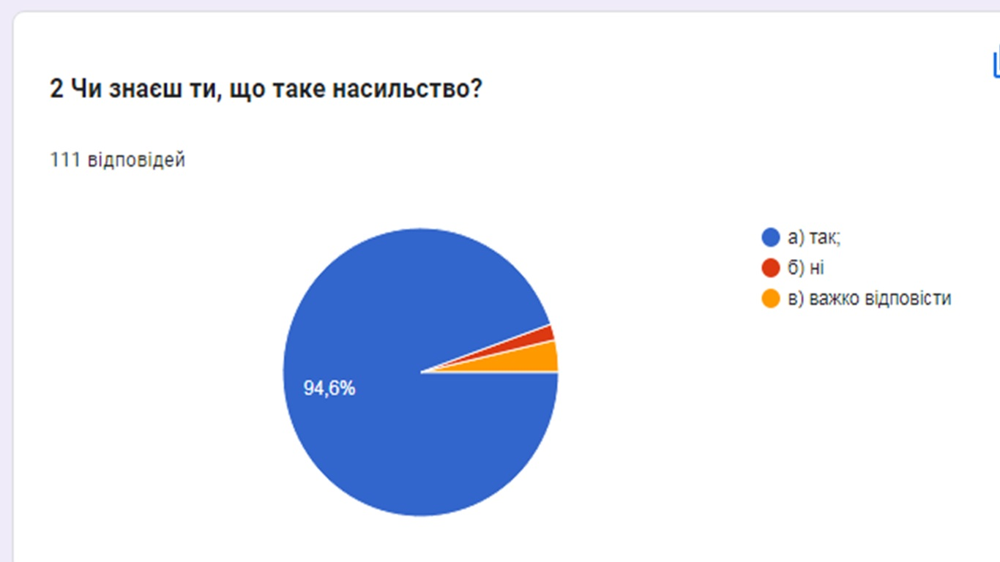 2 Чи знаєш ти, що таке насильство?
111 відповідей
а) так;
б) ні
в) важко відповісти
94,6%